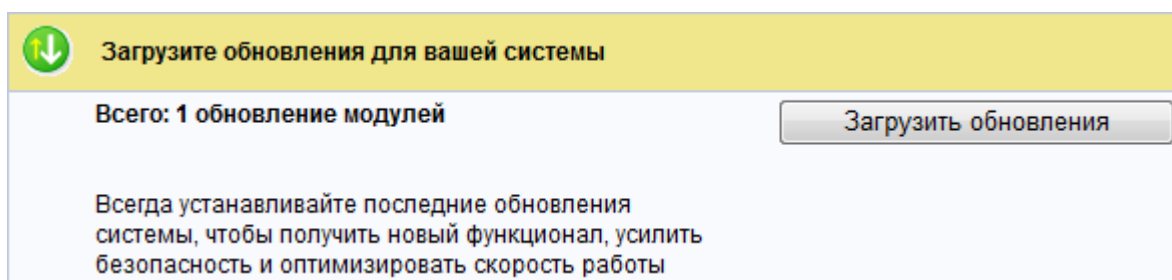 Загрузите обновления для вашей системы
Всего: 1 обновление модулей
Загрузить обновления
Всегда устанавливайте последние обновления
системы, чтобы получить новый функционал, усилить
безопасность и оптимизировать скорость работы